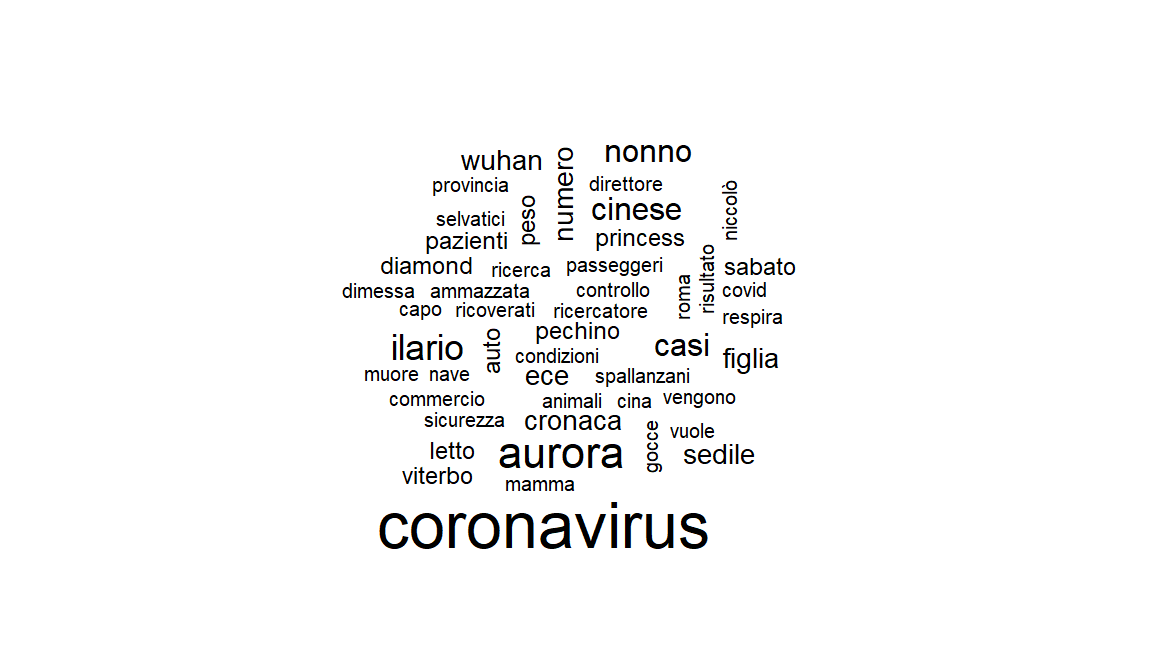 nonno
wuhan
numero
provincia
direttore
niccolò
peso
cinese
selvatici
pazienti
princess
diamond
ricerca
passeggeri
risultato
sabato
dimessa
ammazzata
controllo
roma
covid
capo
ricoverati
ricercatore
respira
pechino
ilario
auto
condizioni
casi
figlia
muore
nave
ece
spallanzani
commercio
animali
cina
vengono
sicurezza
cronaca
gocce
vuole
letto
aurora
sedile
viterbo
mamma
coronavirus